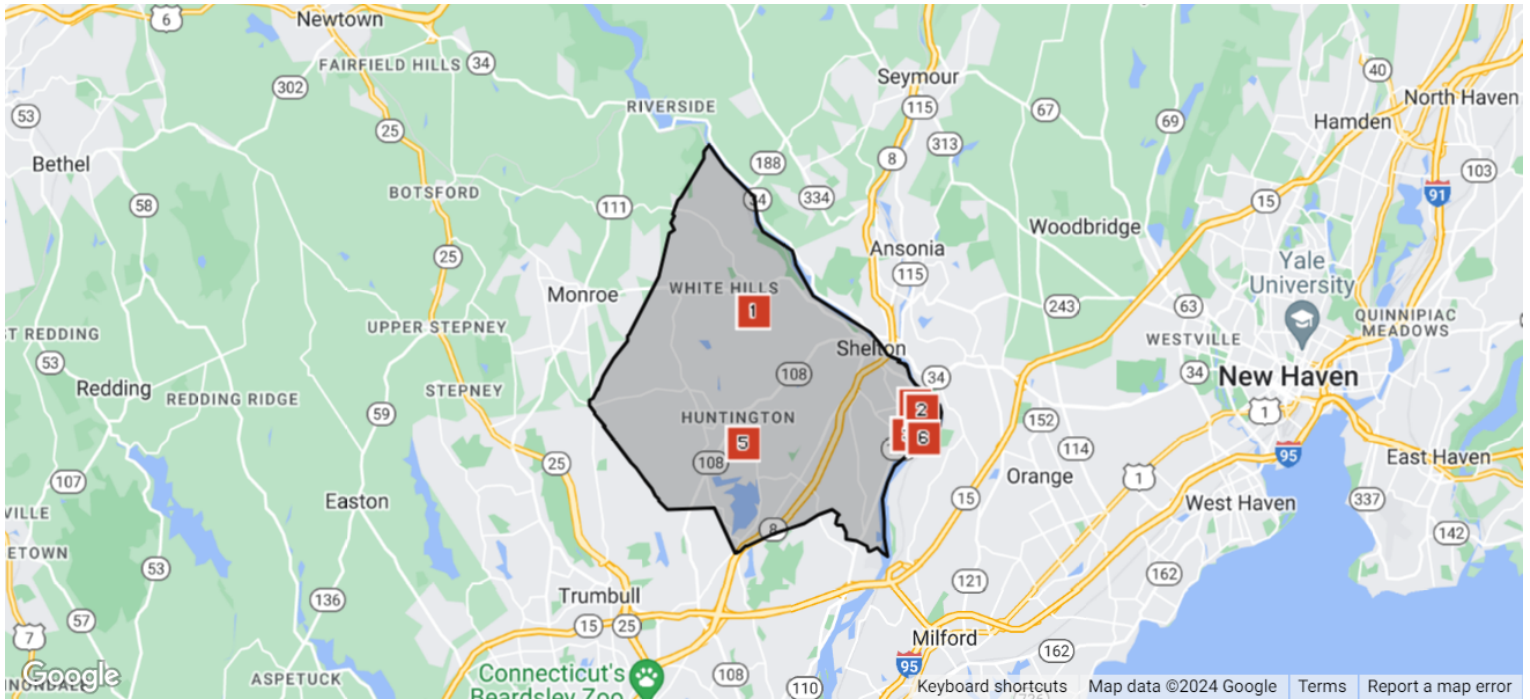 6
Newtown
FAIRFIELD HILLS
34
Seymour
40
302
RIVERSIDE
115
67
North Haven
53
25
69
Hamden
313
Bethel
188
8
103
BOTSFORD
334
91
58
111
34
15
Woodbridge
Ansonia
25
115
Yale
University
WHITE HILLS
Monroe
243
63
1
QUINNIPIAC
MEADOWS
UPPER STEPNEY
ST REDDING
WESTVILLE
Shelton
53
108
34
34
New Haven
Redding
STEPNEY
REDDING RIDGE
59
2
1
152
HUNTINGTON
5
6
114
95
108
25
East Haven
107
Orange
1
Easton
15
West Haven
337
VILLE
8
142
ETOWN
53
121
162
162
Trumbull
136
57
15
25
7
Milford
162
95
Connecticut's
Beardsley Zoo
108
110
ASPETUCK
NNONDALE
Google
Keyboard shortcuts
Map data ©2024 Google
Terms
Report a map error